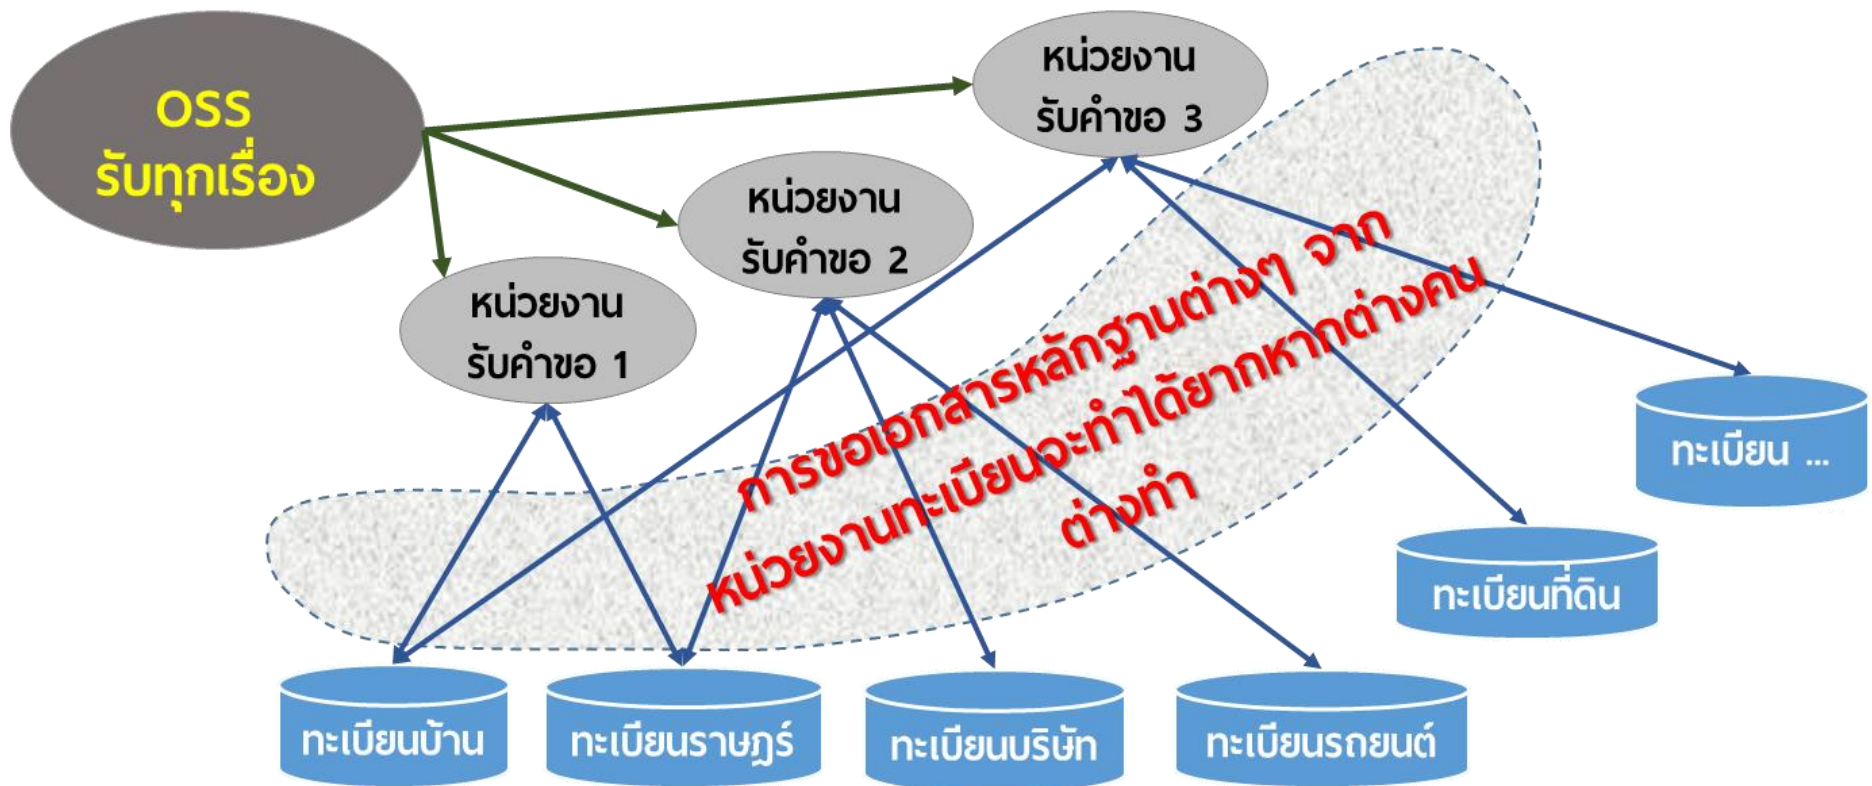 OSS
รับทุกเรื่อง
หน่วยงาน
รับคำขอ 3
หน่วยงาน
รับคำขอ 2
หน่วยงาน
รับคำขอ 1
การขอเอกสารหลักฐานต่างๆ จาก
หน่วยงานทะเบียนจะทำได้ยากหากต่างคน
ต่างทำ
ทะเบียน ...
ทะเบียนที่ดิน
ทะเบียนบ้าน
ทะเบียนราษฎร์
ทะเบียนบริษัท
ทะเบียนรถยนต์